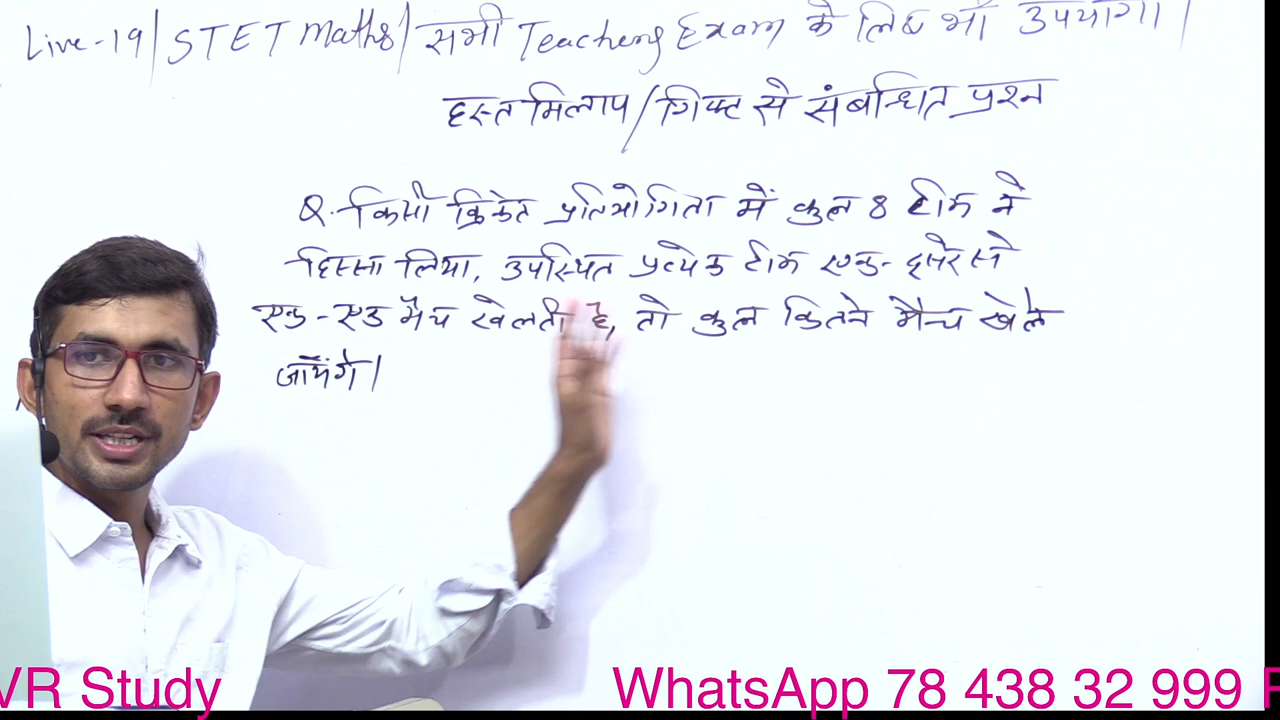 Live-19/STET Maths/ सभी Teaching Exam के लिए भी उपयोगी।
हस्त मिलाप/गिफ्ट से संबन्धित प्रश्न
Q. किसी क्रिकेट प्रतियोगिता में कुल 8 टीम ने
हिस्सा लिया, उपस्थित प्रत्येक टीम एक-दूसरे से
एक-एक मैच खेलती है, तो कुल कितने मैच खेले
जायेंगे।
VR Study
WhatsApp 78 438 32 999